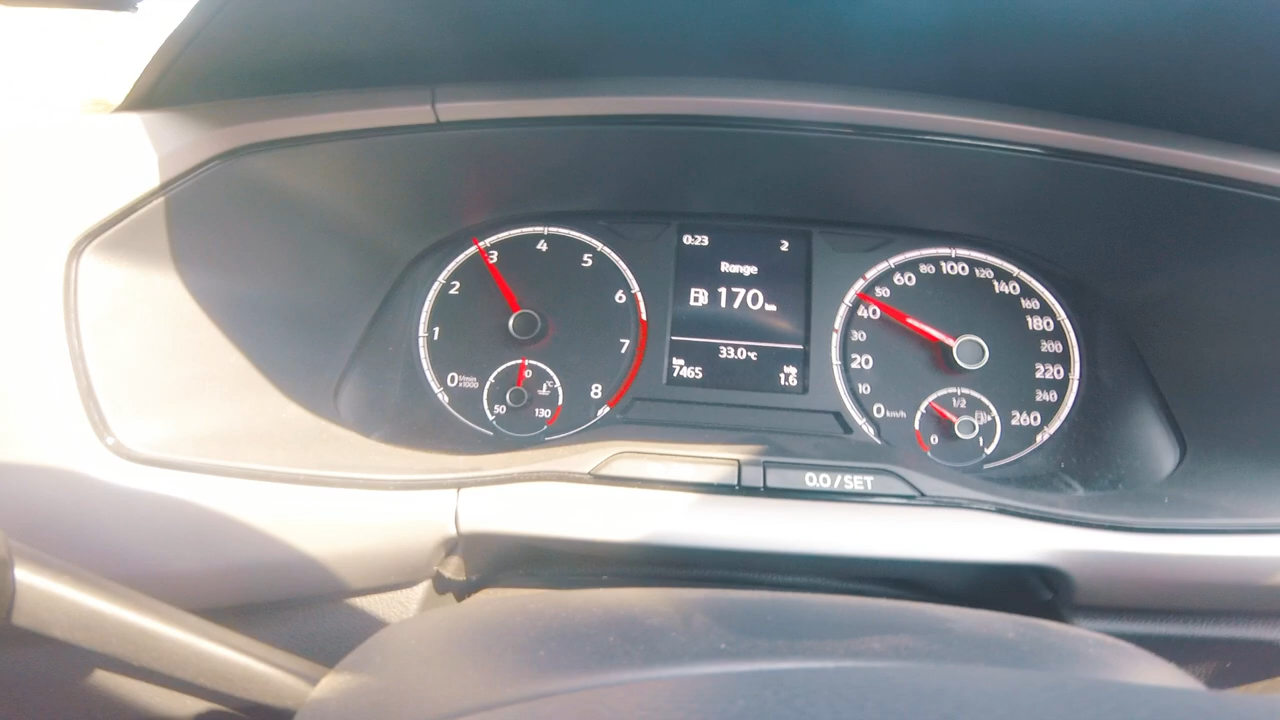 0 1 2 3 4 5 6 7 8
1/min
x1000
50 130
°C
0:23 2
Range
170 km
33.0 °C
km trip
7465 1.6
0 10 20 30 40 50 60 80 100 120 140 160 180 200 220 240 260
km/h
0 1/2 1
0.0 / SET